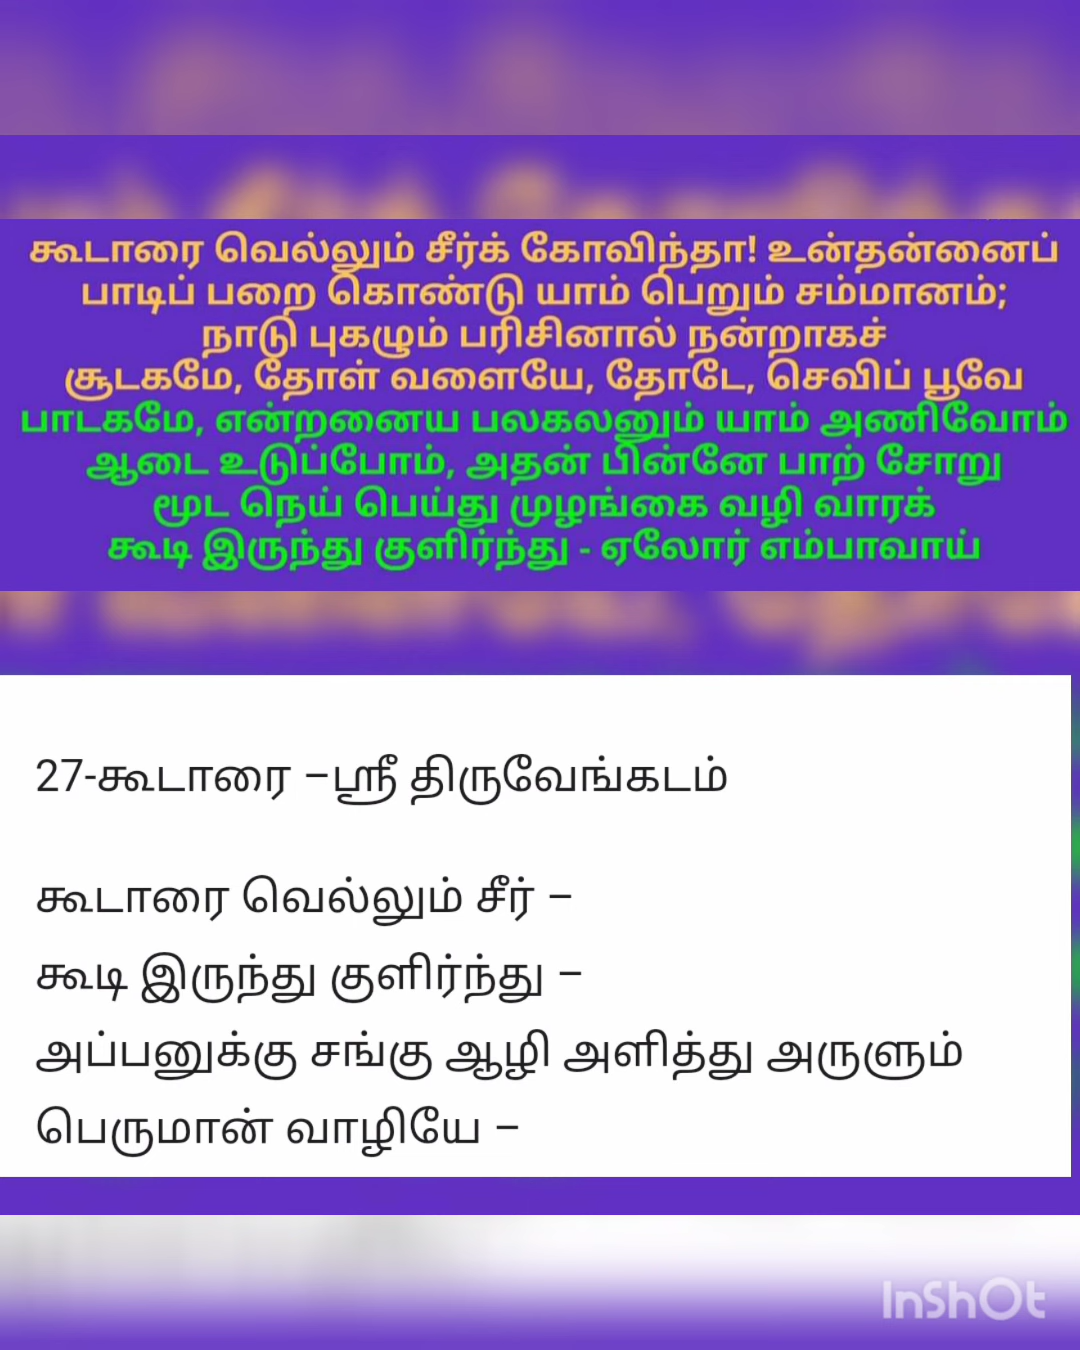 கூடாரை வெல்லும் சீர்க் கோவிந்தா! உன்தன்னைப்
பாடிப் பறை கொண்டு யாம் பெறும் சம்மானம்;
நாடு புகழும் பரிசினால் நன்றாகச்
சூடகமே, தோள் வளையே, தோடே, செவிப் பூவே
பாடகமே, என்றனைய பலகலனும் யாம் அணிவோம்
ஆடை உடுப்போம், அதன் பின்னே பாற் சோறு
மூட நெய் பெய்து முழங்கை வழி வாரக்
கூடி இருந்து குளிர்ந்து - ஏலோர் எம்பாவாய்
27-கூடாரை –ஸ்ரீ திருவேங்கடம்
கூடாரை வெல்லும் சீர் –
கூடி இருந்து குளிர்ந்து –
அப்பனுக்கு சங்கு ஆழி அளித்து அருளும்
பெருமான் வாழியே –
InShOt